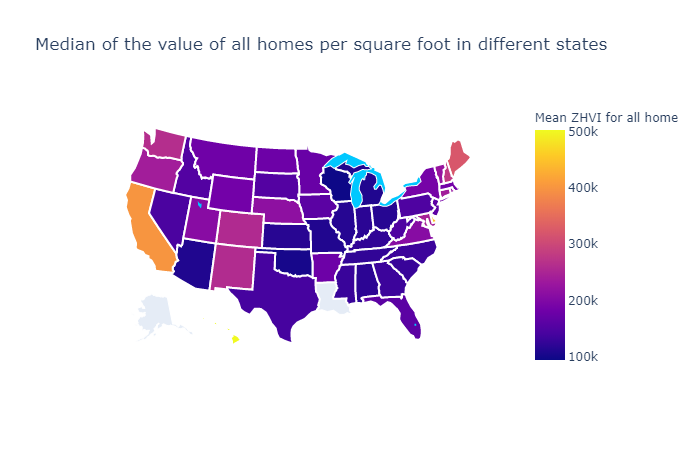 Median of the value of all homes per square foot in different states
Mean ZHVI for all home
500k
400k
300k
200k
100k